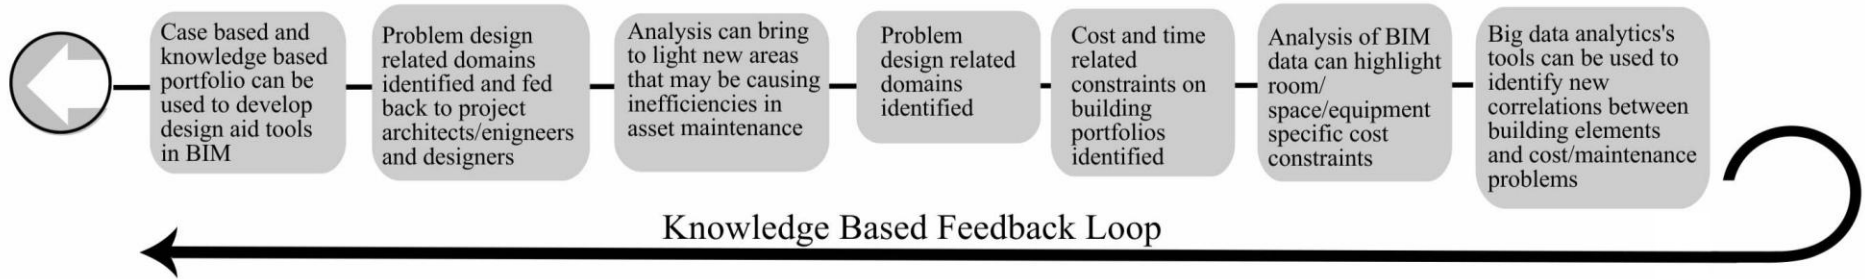 Case based and
knowledge based
portfolio can be
used to develop
design aid tools
in BIM
Problem design
related domains
identified and fed
back to project
architects/enigneers
and designers
Analysis can bring
to light new areas
that may be causing
inefficiencies in
asset maintenance
Problem
design related
domains
identified
Cost and time
related
constraints on
building
portfolios
identified
Analysis of BIM
data can highlight
room/
space/equipment
specific cost
constraints
Big data analytics's
tools can be used to
identify new
correlations between
building elements
and cost/maintenance
problems
Knowledge Based Feedback Loop